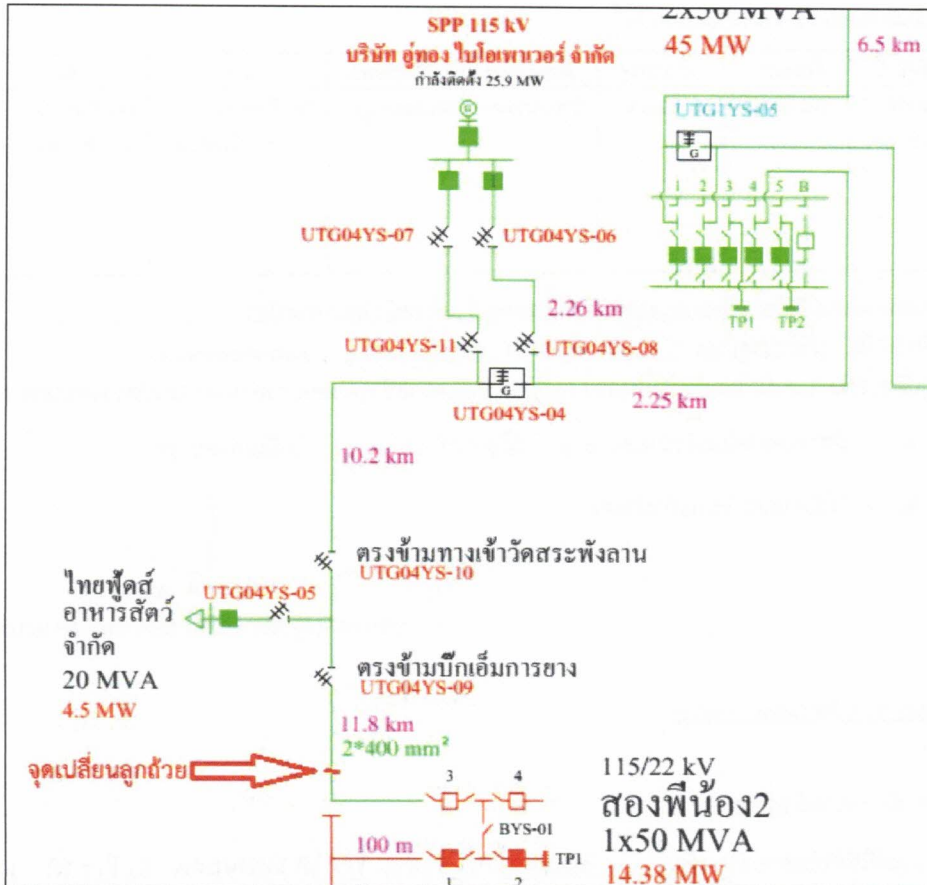 SPP 115 kV
บริษัท อู่ทอง ไบโอเพาเวอร์ จำกัด
กำลังติดตั้ง 25.9 MW
G
2x50 MVA
45 MW
6.5 km
UTG1YS-05
G
1 2 3 4 5 B
TP1 TP2
UTG04YS-07
UTG04YS-06
2.26 km
UTG04YS-11
UTG04YS-08
G
UTG04YS-04
2.25 km
10.2 km
ตรงข้ามทางเข้าวัดสระพังลาน
UTG04YS-10
ไทยฟู้ดส์
อาหารสัตว์
จำกัด
20 MVA
4.5 MW
UTG04YS-05
ตรงข้ามบิ๊กเอ็มการยาง
UTG04YS-09
11.8 km
2*400 mm²
จุดเปลี่ยนลูกถ้วย
3 4
BYS-01
100 m
TP1
1 2
115/22 kV
สองพี่น้อง2
1x50 MVA
14.38 MW